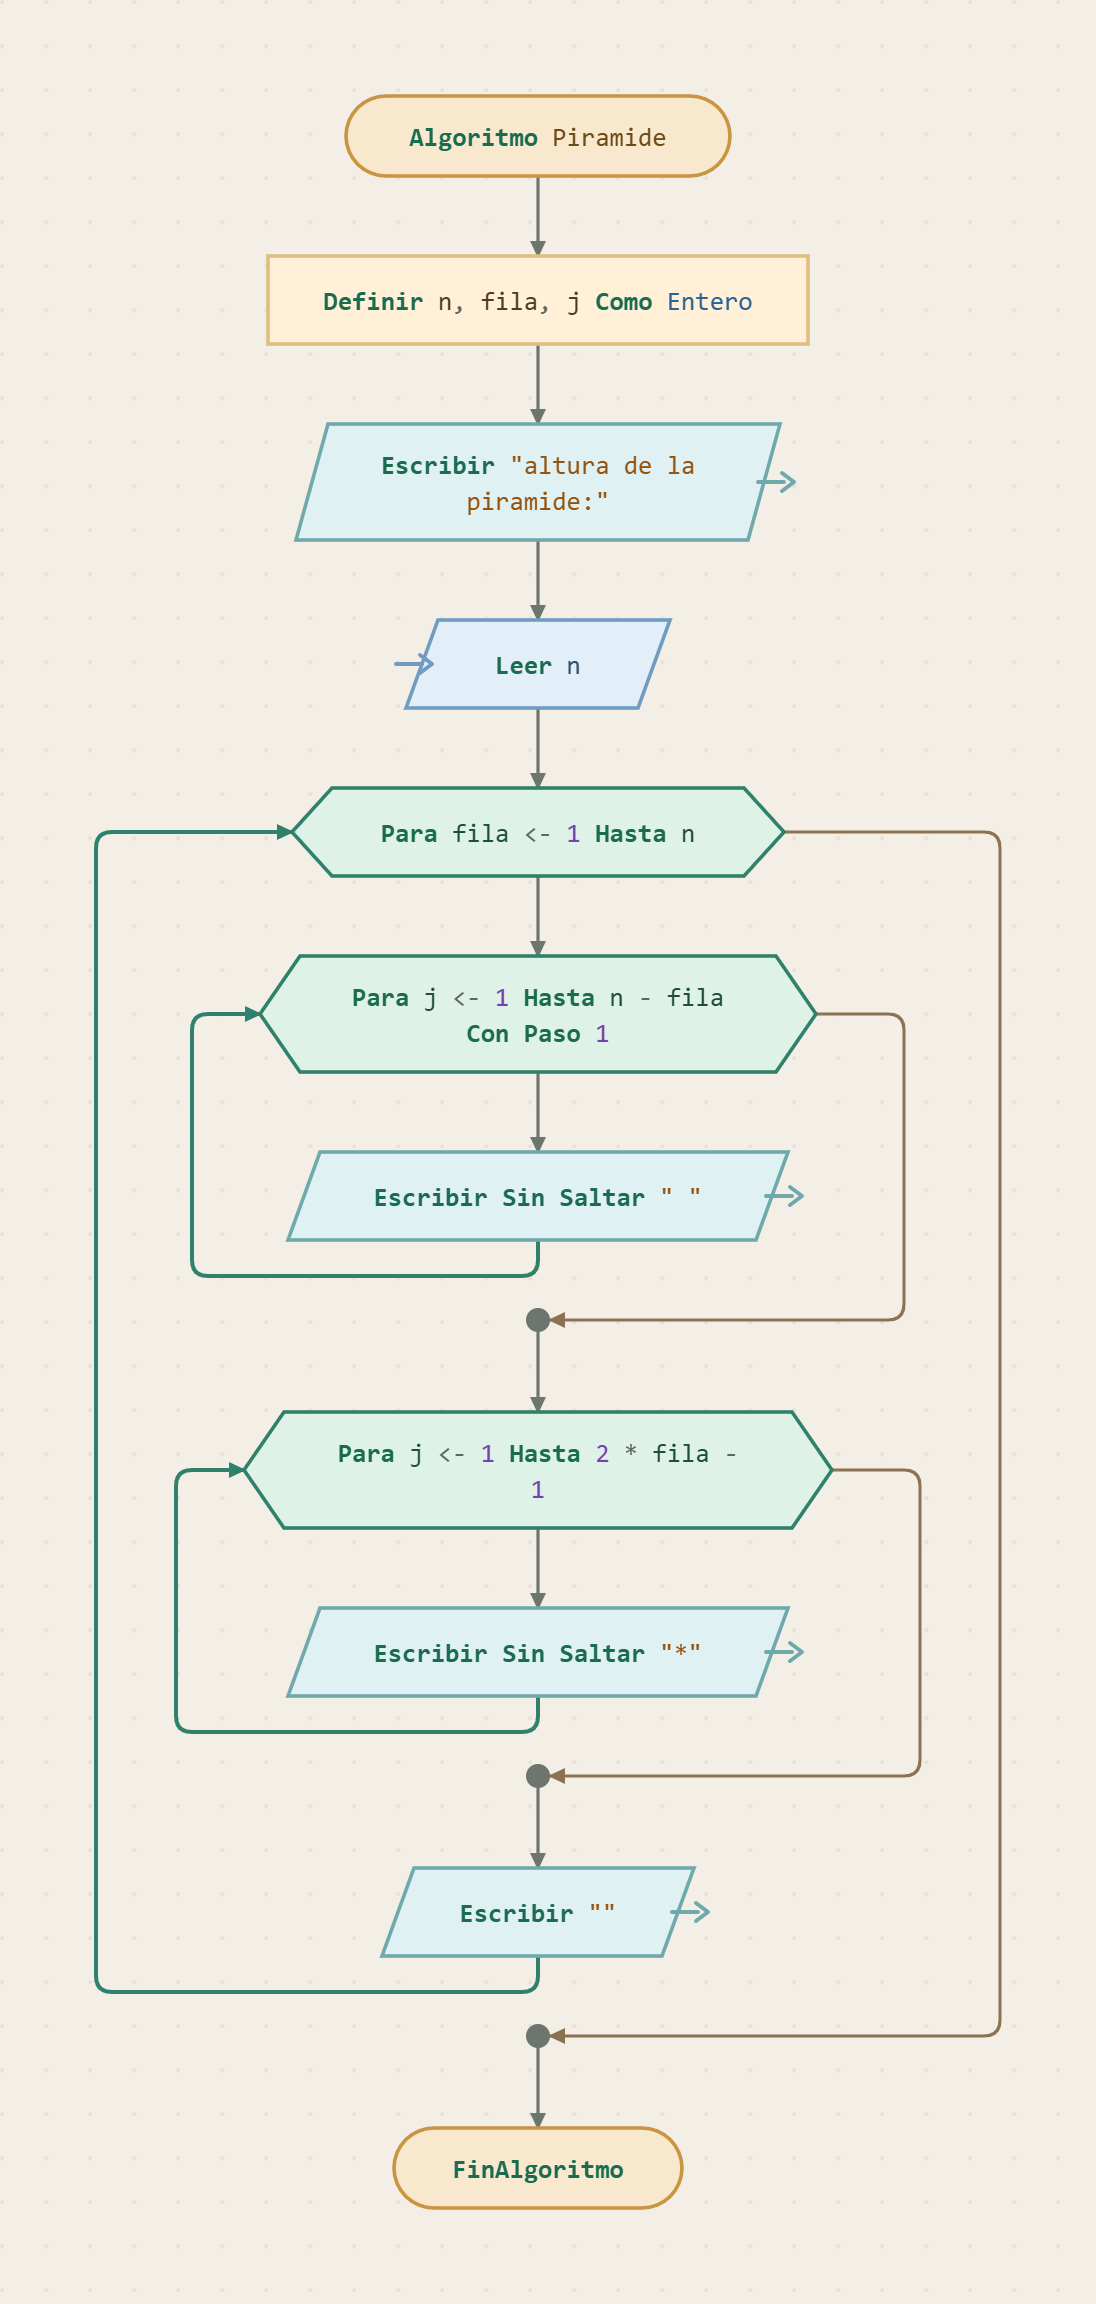 Algoritmo Piramide
Definir n, fila, j Como Entero
Escribir "altura de la
piramide:"
Leer n
Para fila <- 1 Hasta n
Para j <- 1 Hasta n - fila
Con Paso 1
Escribir Sin Saltar " "
Para j <- 1 Hasta 2 * fila -
1
Escribir Sin Saltar "*"
Escribir ""
FinAlgoritmo